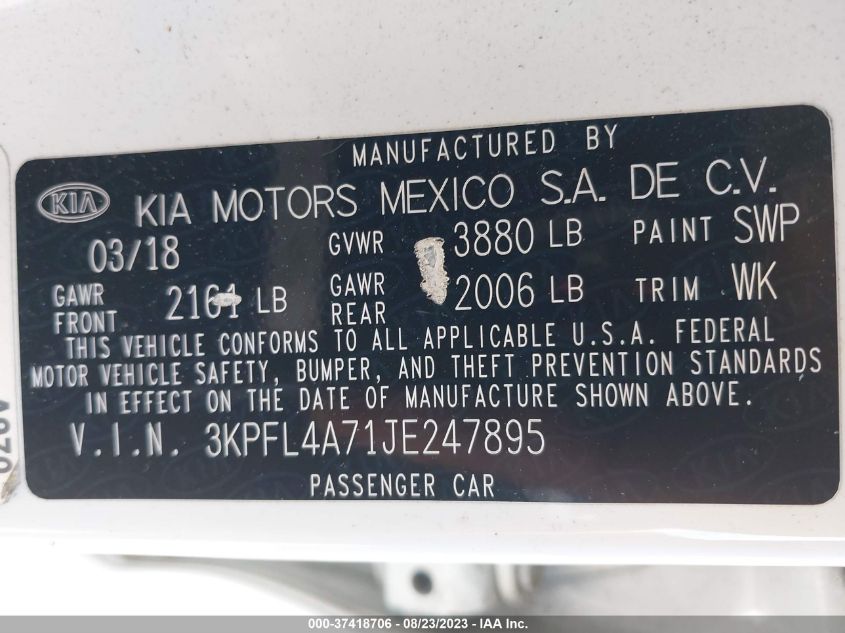 MANUFACTURED BY
KIA KIA MOTORS MEXICO S.A. DE C.V.
03/18 GVWR 3880 LB PAINT SWP
GAWR FRONT 2161 LB GAWR REAR 2006 LB TRIM WK
THIS VEHICLE CONFORMS TO ALL APPLICABLE U.S.A. FEDERAL
MOTOR VEHICLE SAFETY, BUMPER, AND THEFT PREVENTION STANDARDS
IN EFFECT ON THE DATE OF MANUFACTURE SHOWN ABOVE.
V.I.N. 3KPFL4A71JE247895
PASSENGER CAR
000-37418706 - 08/23/2023 - IAA Inc.